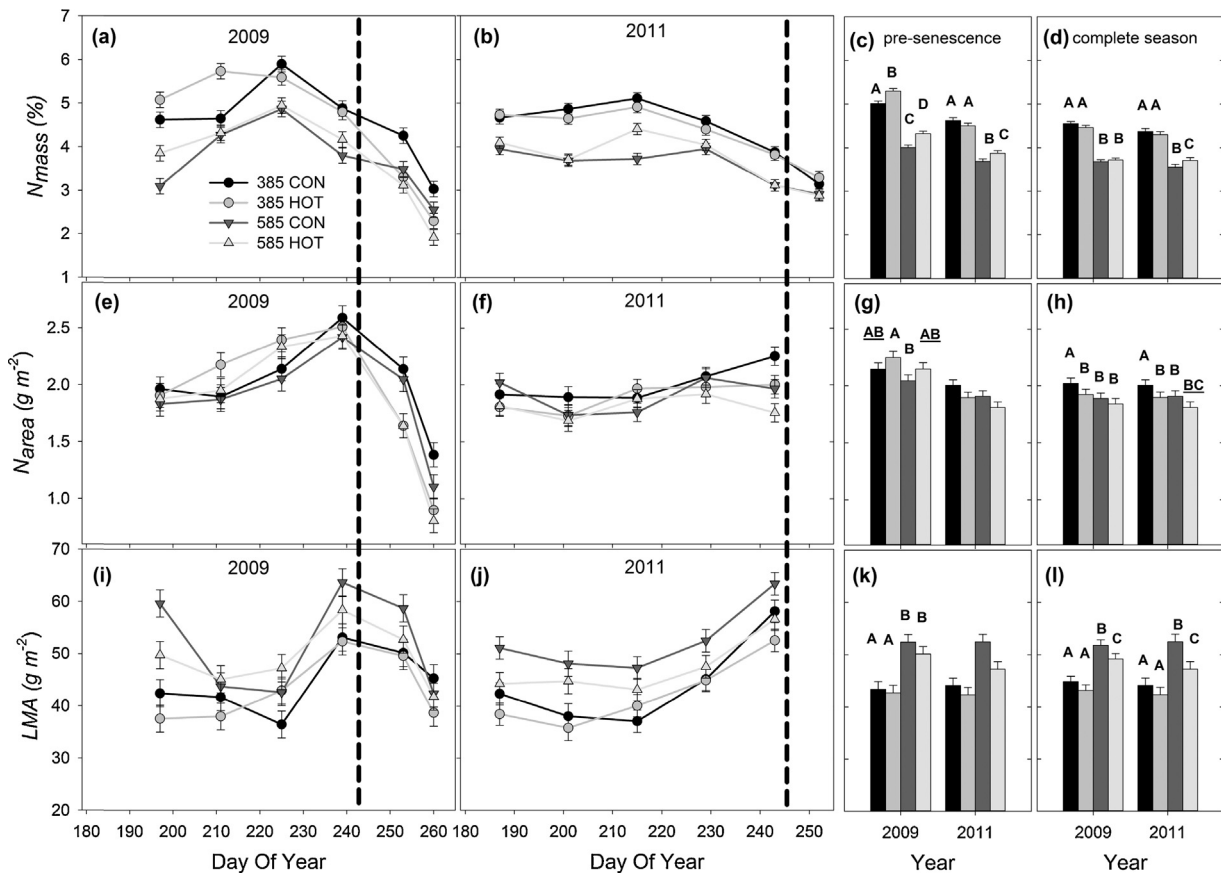 (a)
2009
(b)
2011
(c) pre-senescence
(d) complete season
7
6
5
4
3
2
1
Nmass (%)
385 CON
385 HOT
585 CON
585 HOT
A B C D A A B C
A A B B A A B C
(e)
2009
(f)
2011
(g)
(h)
2.5
2.0
1.5
1.0
Narea (g m-2)
AB A B AB
A B B B A B B BC
(i)
2009
(j)
2011
(k)
(l)
70
60
50
40
30
20
LMA (g m-2)
A A B B
A A B C A A B C
180 190 200 210 220 230 240 250 260
180 190 200 210 220 230 240 250
2009 2011
2009 2011
Day Of Year
Day Of Year
Year
Year